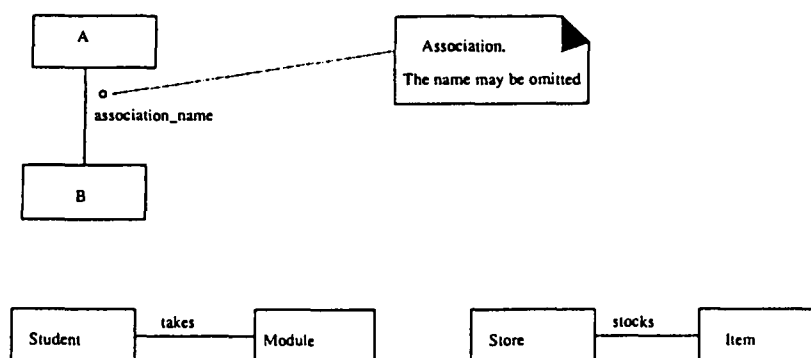 A
Association.
The name may be omitted
association_name
B
takes
stocks
Student
Module
Store
Item